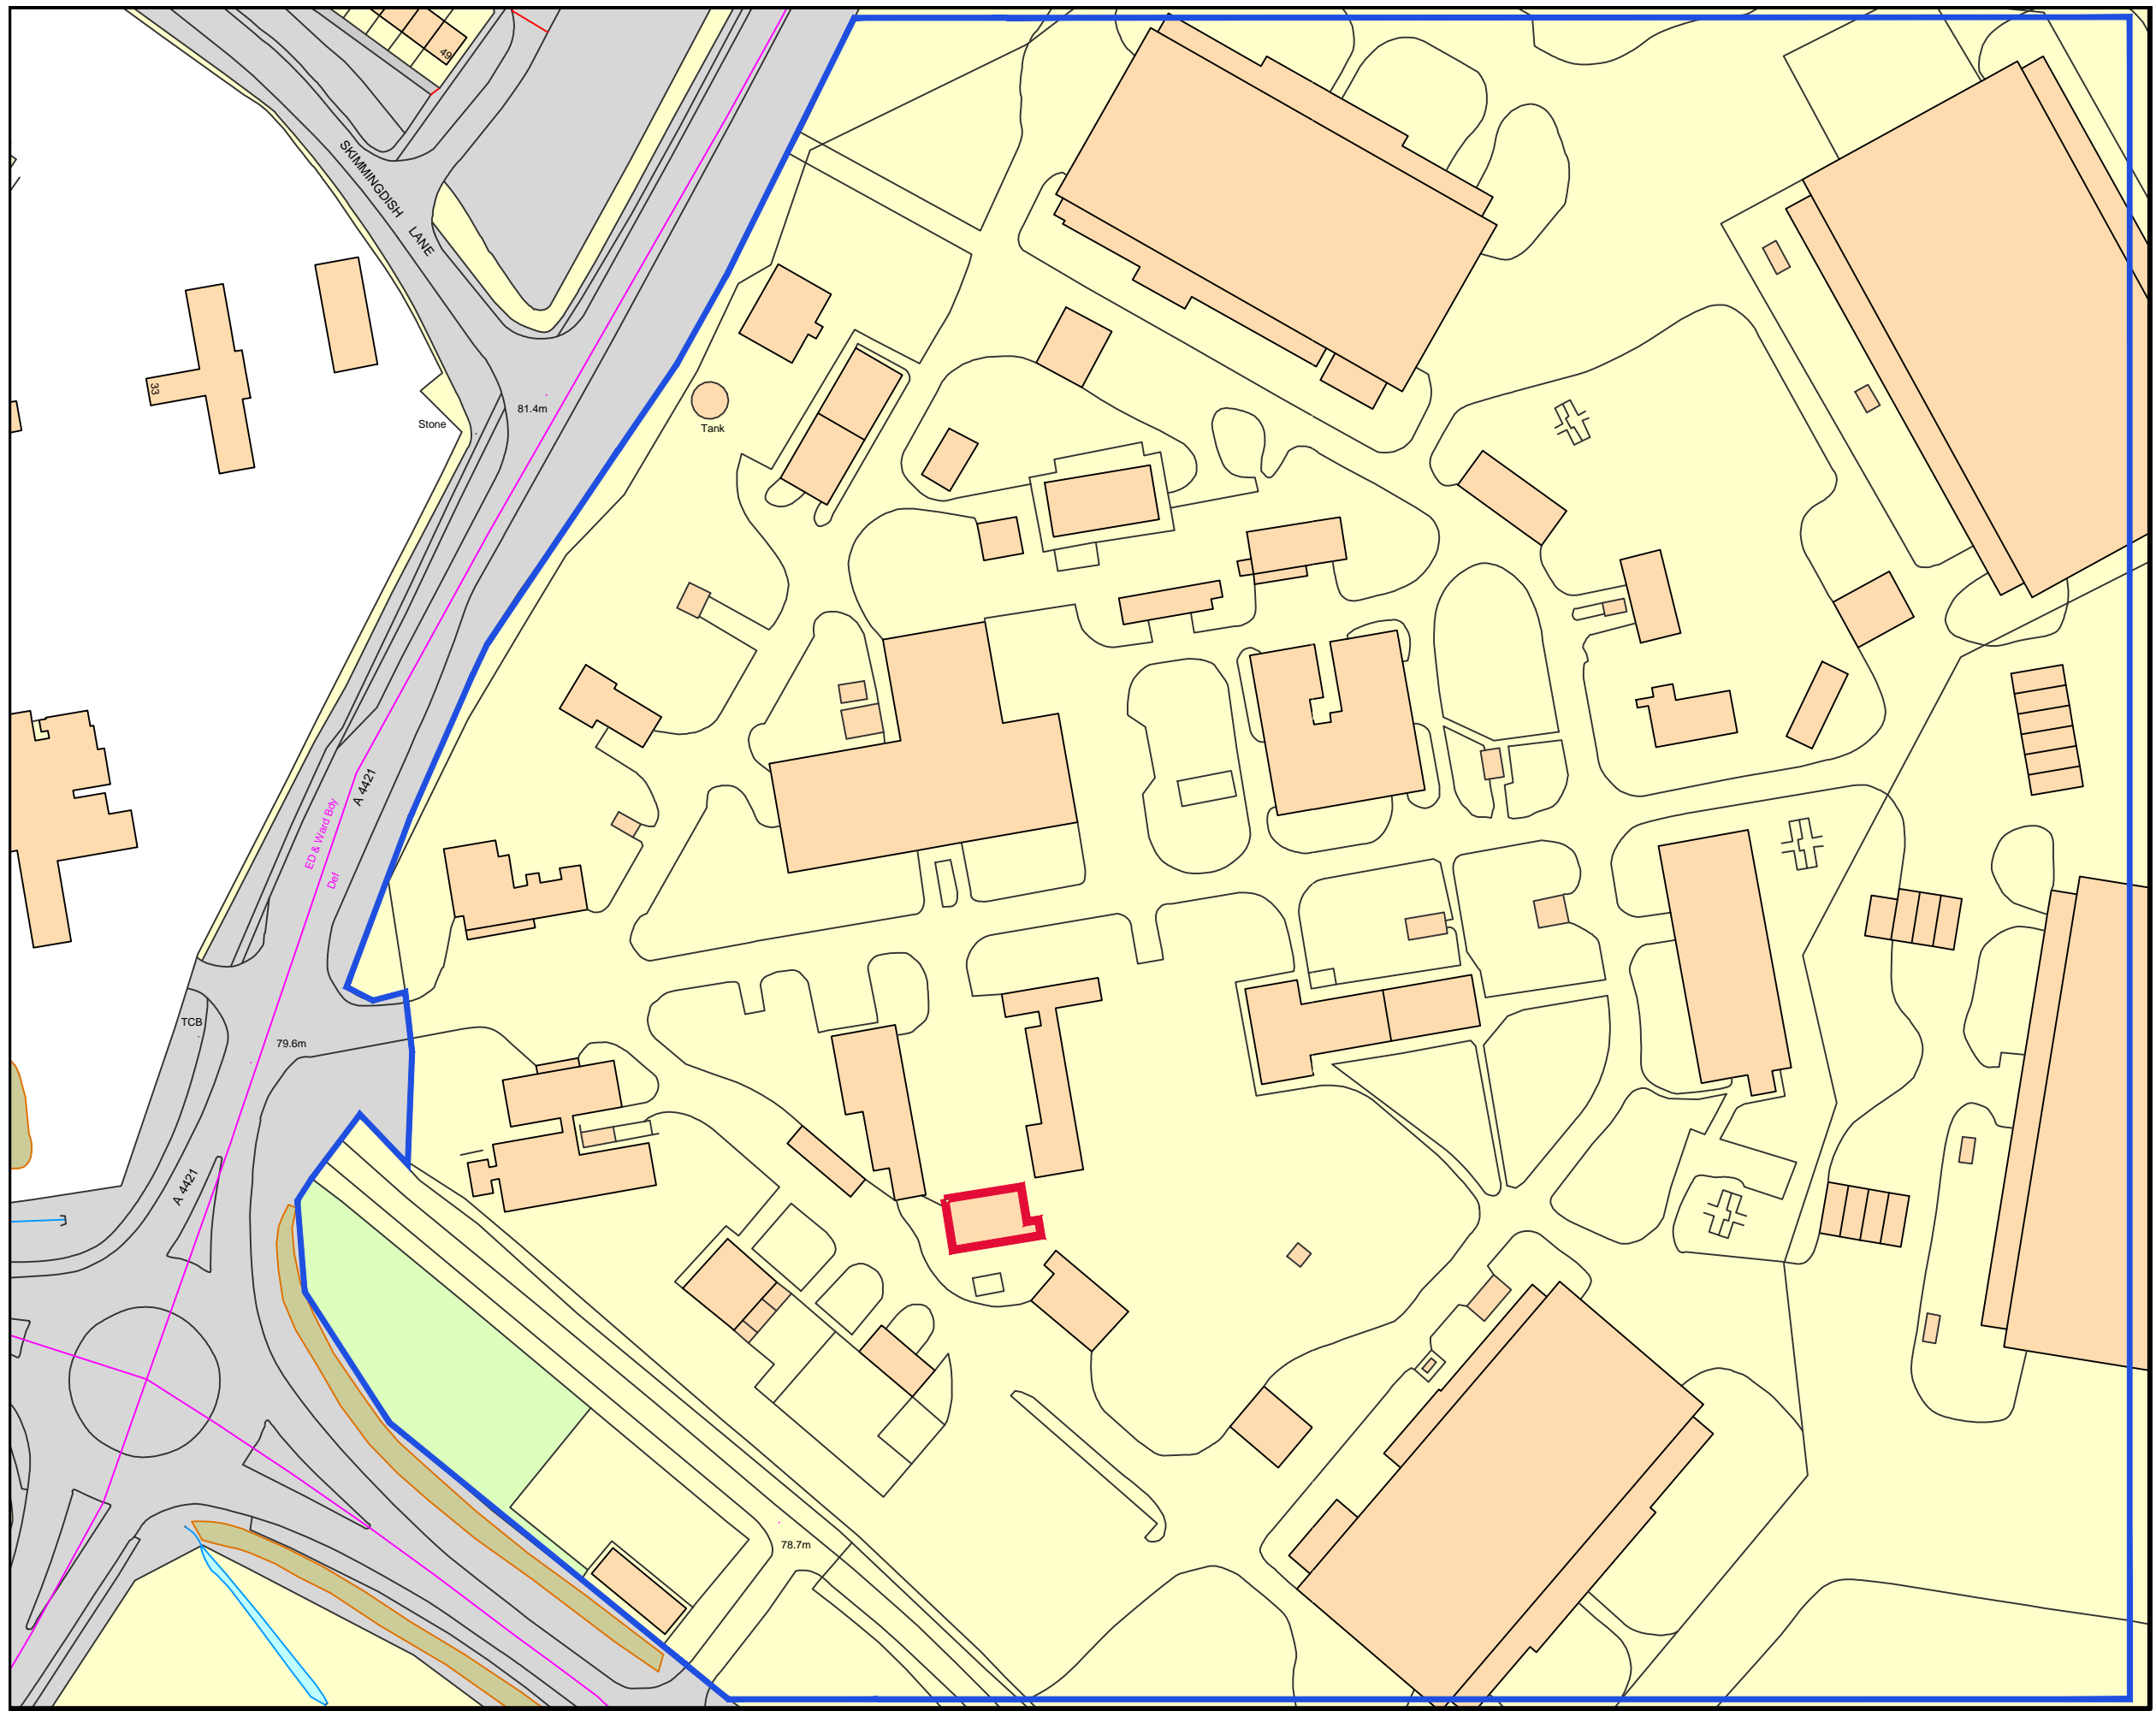 49
SKIMMINGDISH
LANE
33
81.4m
Stone
Tank
A 4421
ED & Ward Bdy
Def
TCB
79.6m
A 4421
78.7m